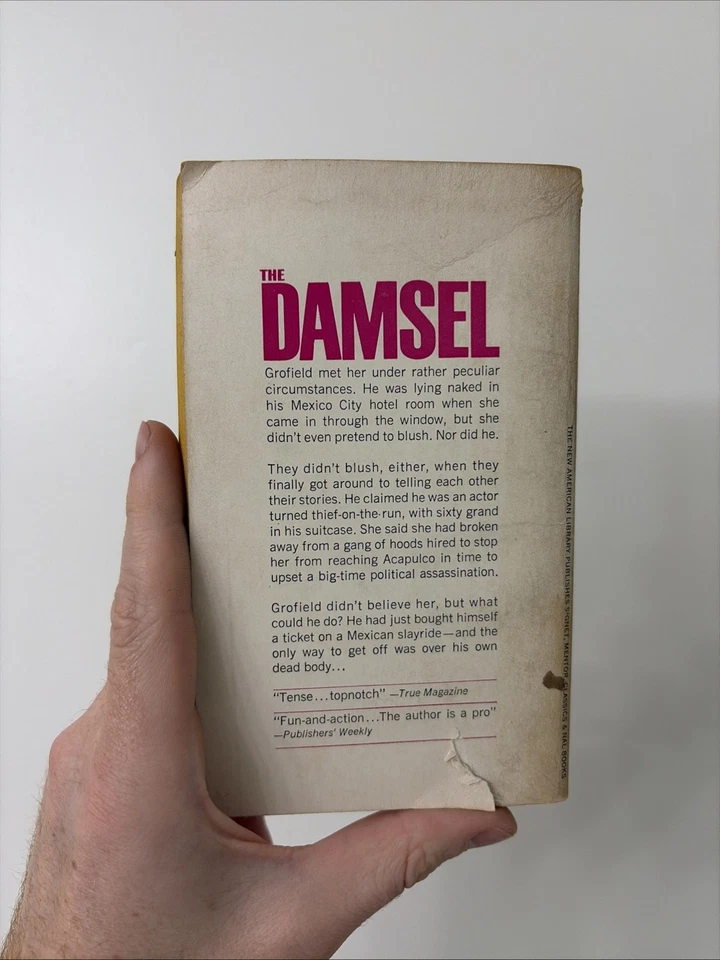 THE
DAMSEL
Grofield met her under rather peculiar
circumstances. He was lying naked in
his Mexico City hotel room when she
came in through the window, but she
didn't even pretend to blush. Nor did he.
They didn't blush, either, when they
finally got around to telling each other
their stories. He claimed he was an actor
turned thief-on-the-run, with sixty grand
in his suitcase. She said she had broken
away from a gang of hoods hired to stop
her from reaching Acapulco in time to
upset a big-time political assassination.
Grofield didn't believe her, but what
could he do? He had just bought himself
a ticket on a Mexican slayride—and the
only way to get off was over his own
dead body...
"Tense...topnotch" —True Magazine
"Fun-and-action...The author is a pro"
—Publishers' Weekly
THE NEW AMERICAN LIBRARY PUBLISHES SIGNET, MENTOR, CLASSICS & NAL BOOKS